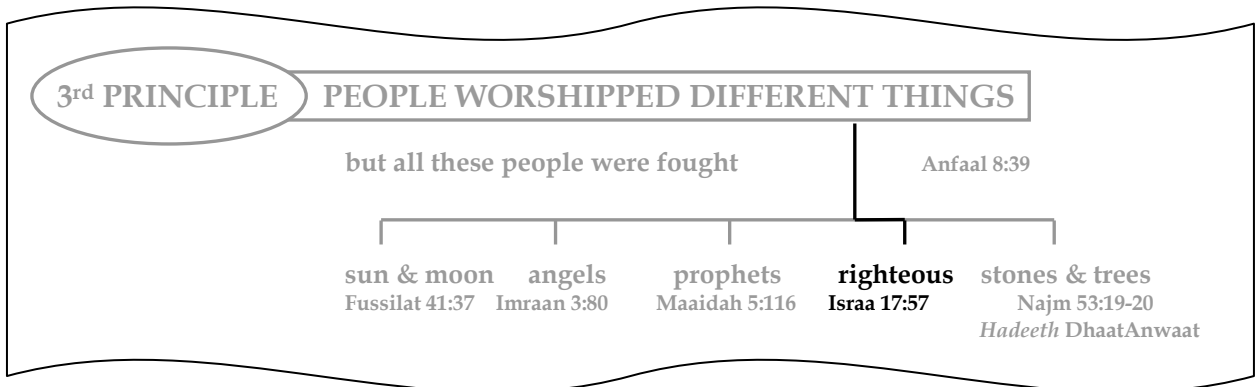 3rd PRINCIPLE PEOPLE WORSHIPPED DIFFERENT THINGS
but all these people were fought Anfaal 8:39
sun & moon angels prophets righteous stones & trees
Fussilat 41:37 Imraan 3:80 Maaidah 5:116 Israa 17:57 Najm 53:19-20
Hadeeth DhaatAnwaat